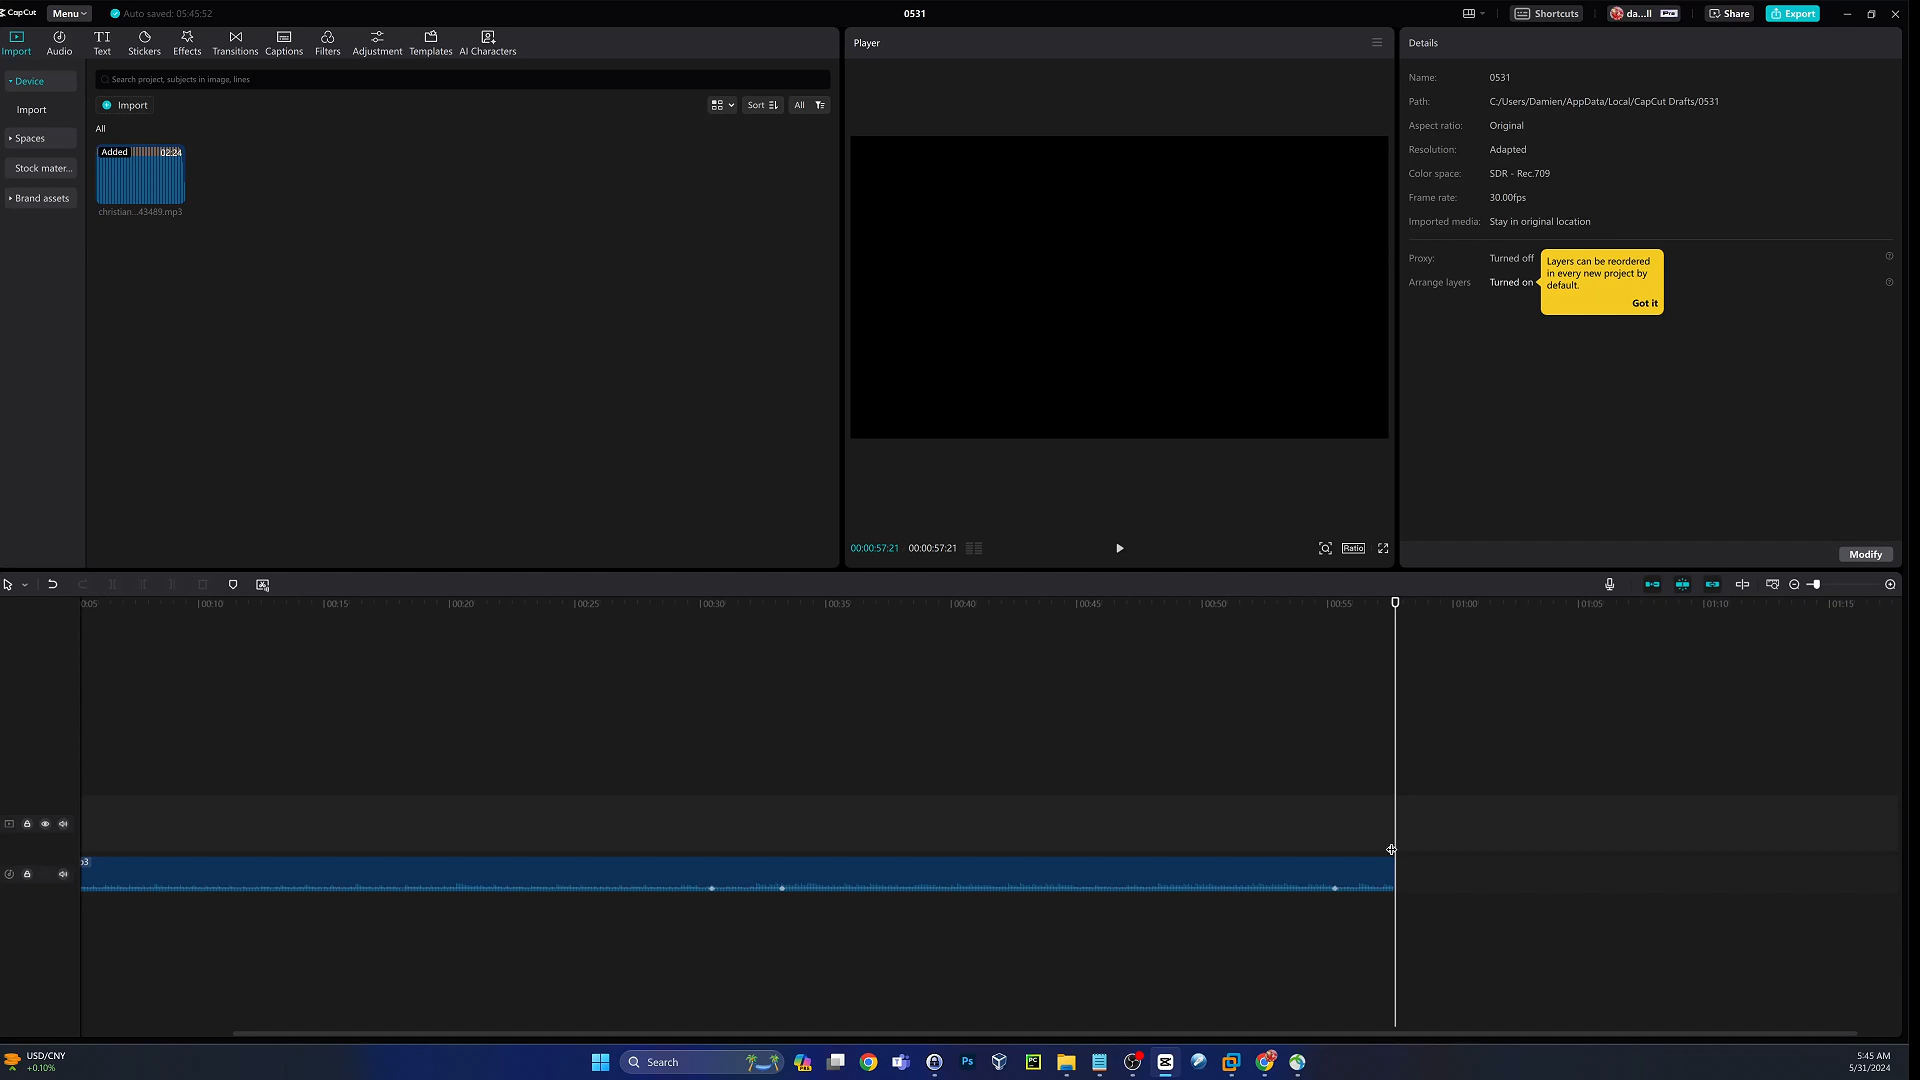 CapCut
Menu
Auto saved: 05:45:52
0531
Shortcuts
da...ll
Pro
Share
Export
Import
Audio
Text
Stickers
Effects
Transitions
Captions
Filters
Adjustment
Templates
AI Characters
Device
Import
Spaces
Stock mater...
Brand assets
Search project, subjects in image, lines
Import
Sort
All
All
Added
02:24
christian...43489.mp3
Player
00:00:57:21
00:00:57:21
Ratio
Details
Name:
0531
Path:
C:/Users/Damien/AppData/Local/CapCut Drafts/0531
Aspect ratio:
Original
Resolution:
Adapted
Color space:
SDR - Rec.709
Frame rate:
30.00fps
Imported media:
Stay in original location
Proxy:
Turned off
Arrange layers
Turned on
Layers can be reordered
in every new project by
default.
Got it
Modify
0:05
00:10
00:15
00:20
00:25
00:30
00:35
00:40
00:45
00:50
00:55
01:00
01:05
01:10
01:15
p3
USD/CNY
+0.10%
Search
Ps
PC
5:45 AM
5/31/2024